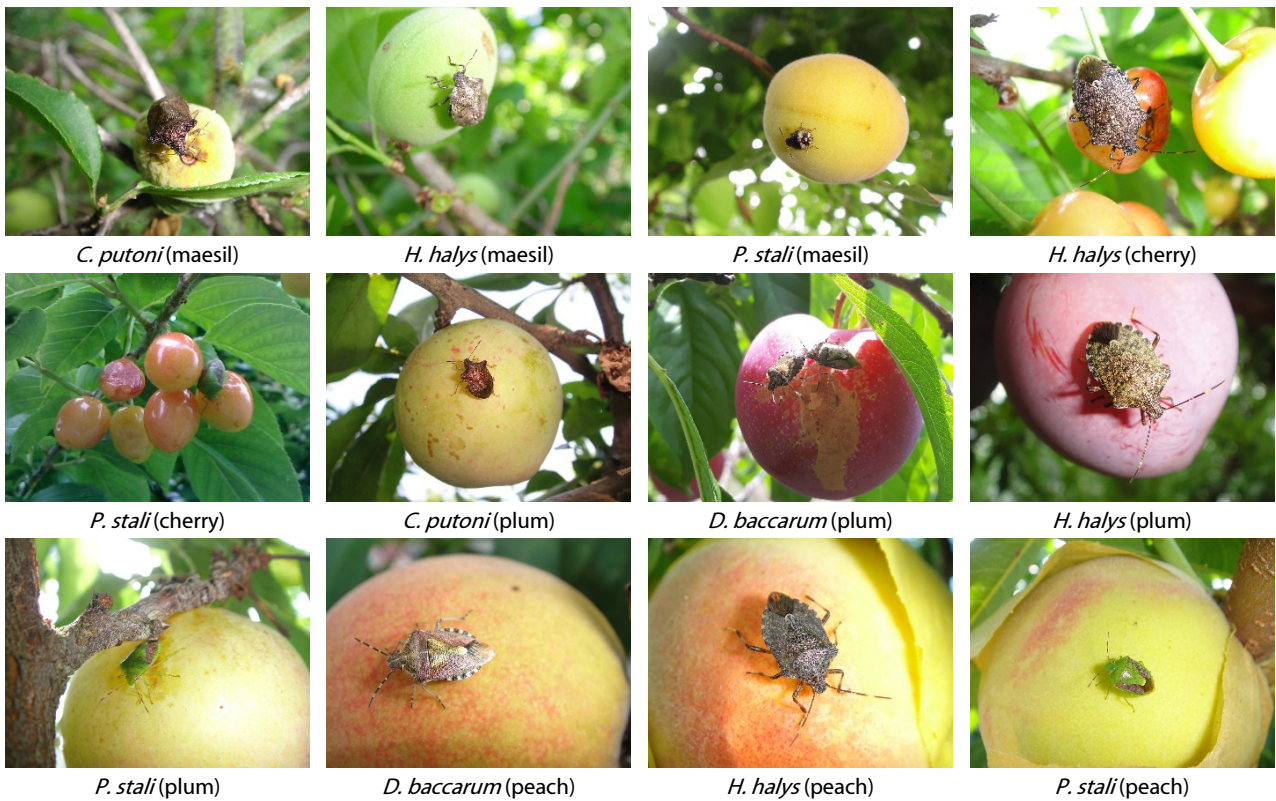 C. putoni (maesil)
H. halys (maesil)
P. stali (maesil)
H. halys (cherry)
P. stali (cherry)
C. putoni (plum)
D. baccarum (plum)
H. halys (plum)
P. stali (plum)
D. baccarum (peach)
H. halys (peach)
P. stali (peach)